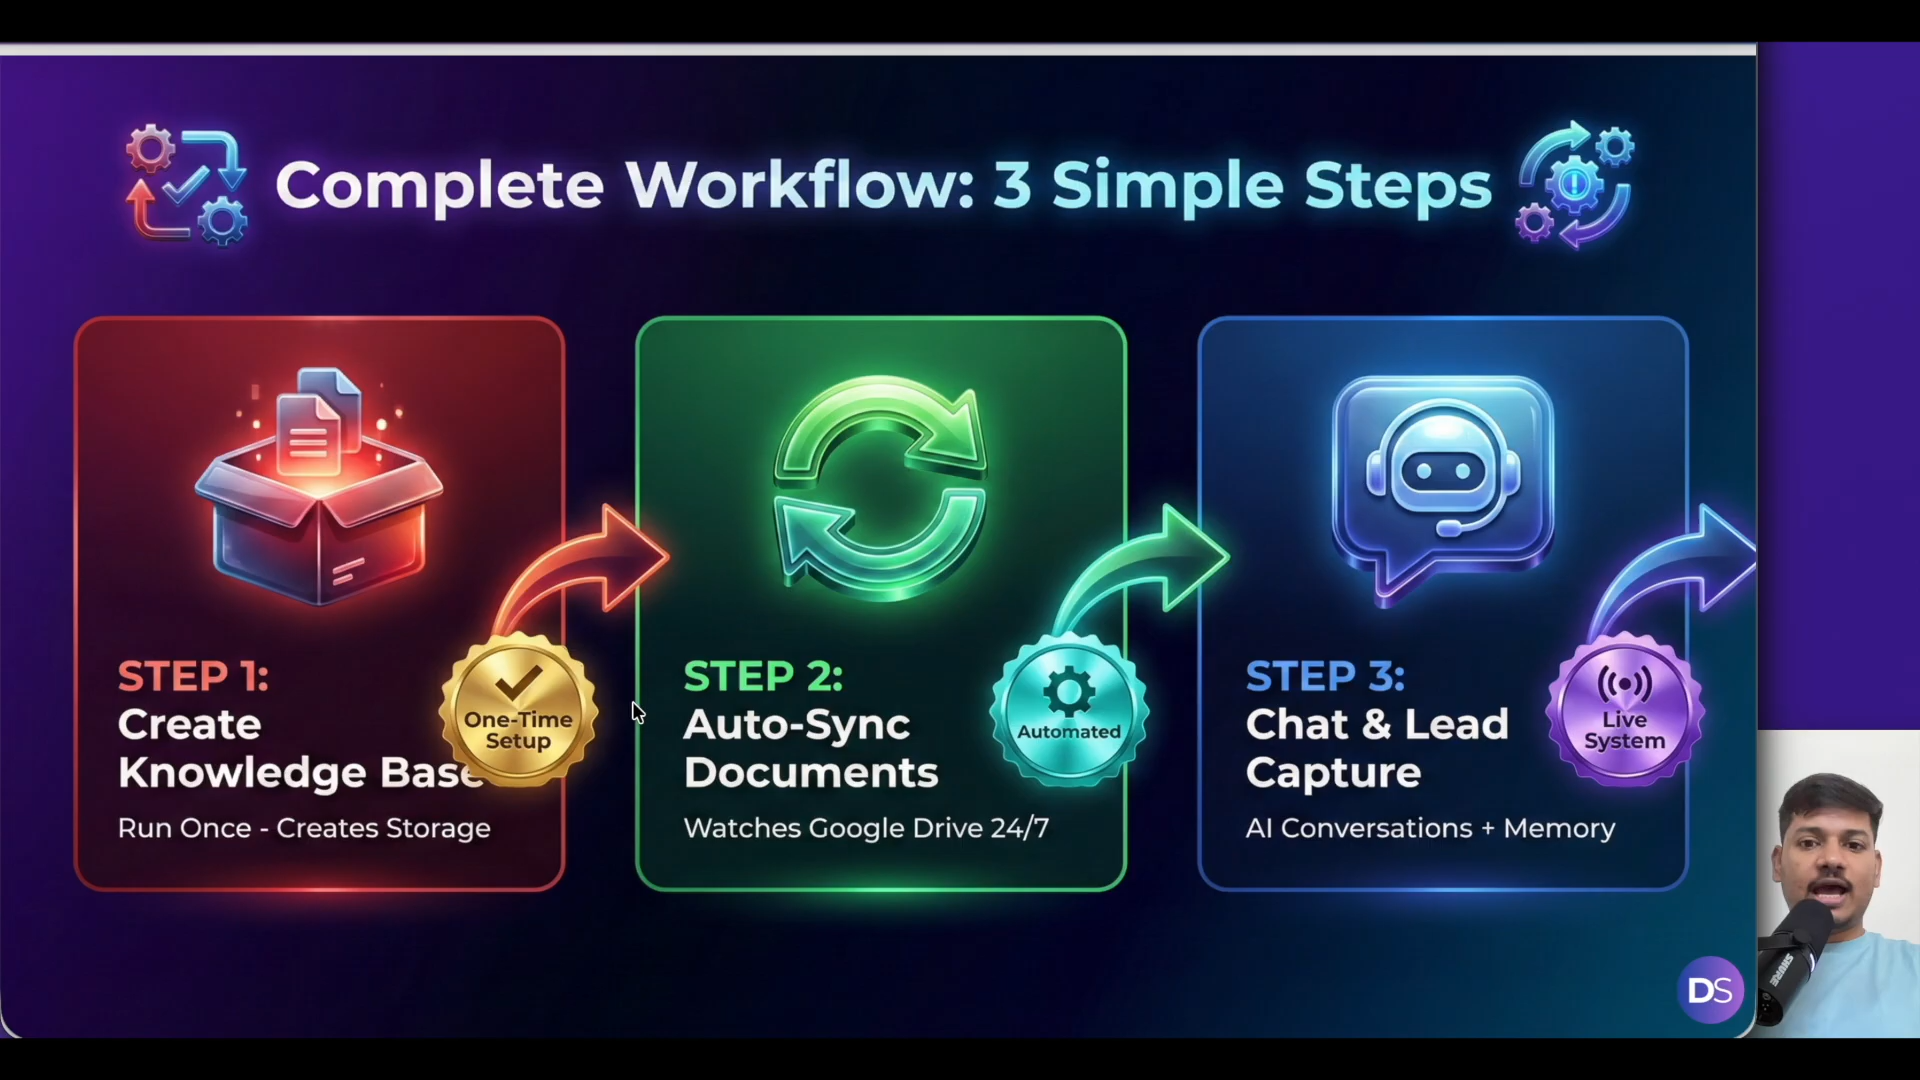 Complete Workflow: 3 Simple Steps
STEP 1:
Create
Knowledge Base
Run Once - Creates Storage
One-Time
Setup
STEP 2:
Auto-Sync
Documents
Watches Google Drive 24/7
Automated
STEP 3:
Chat & Lead
Capture
AI Conversations + Memory
Live
System
DS
SHURE